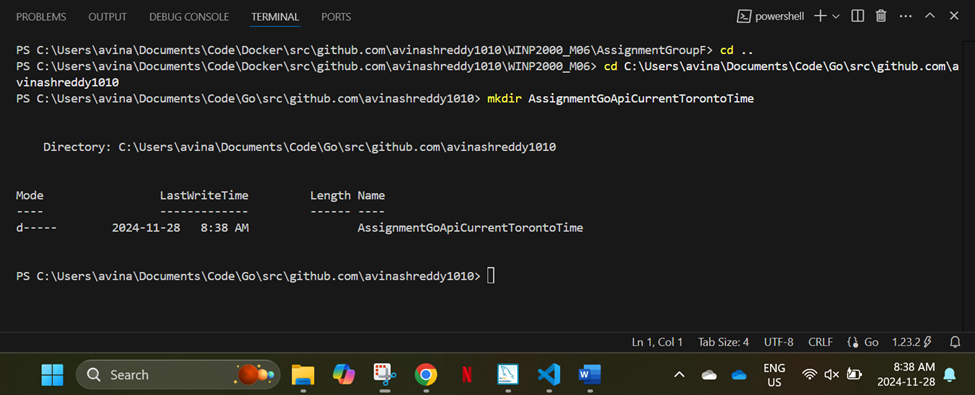 PROBLEMS OUTPUT DEBUG CONSOLE TERMINAL PORTS powershell
PS C:\Users\avina\Documents\Code\Docker\src\github.com\avinashreddy1010\WINP2000_M06\AssignmentGroupF> cd ..
PS C:\Users\avina\Documents\Code\Docker\src\github.com\avinashreddy1010\WINP2000_M06> cd C:\Users\avina\Documents\Code\Go\src\github.com\a
vinashreddy1010
PS C:\Users\avina\Documents\Code\Go\src\github.com\avinashreddy1010> mkdir AssignmentGoApiCurrentTorontoTime
Directory: C:\Users\avina\Documents\Code\Go\src\github.com\avinashreddy1010
Mode LastWriteTime Length Name
---- ------------- ------ ----
d----- 2024-11-28 8:38 AM AssignmentGoApiCurrentTorontoTime
PS C:\Users\avina\Documents\Code\Go\src\github.com\avinashreddy1010>
Ln 1, Col 1 Tab Size: 4 UTF-8 CRLF Go 1.23.2
Search
ENG
US
8:38 AM
2024-11-28